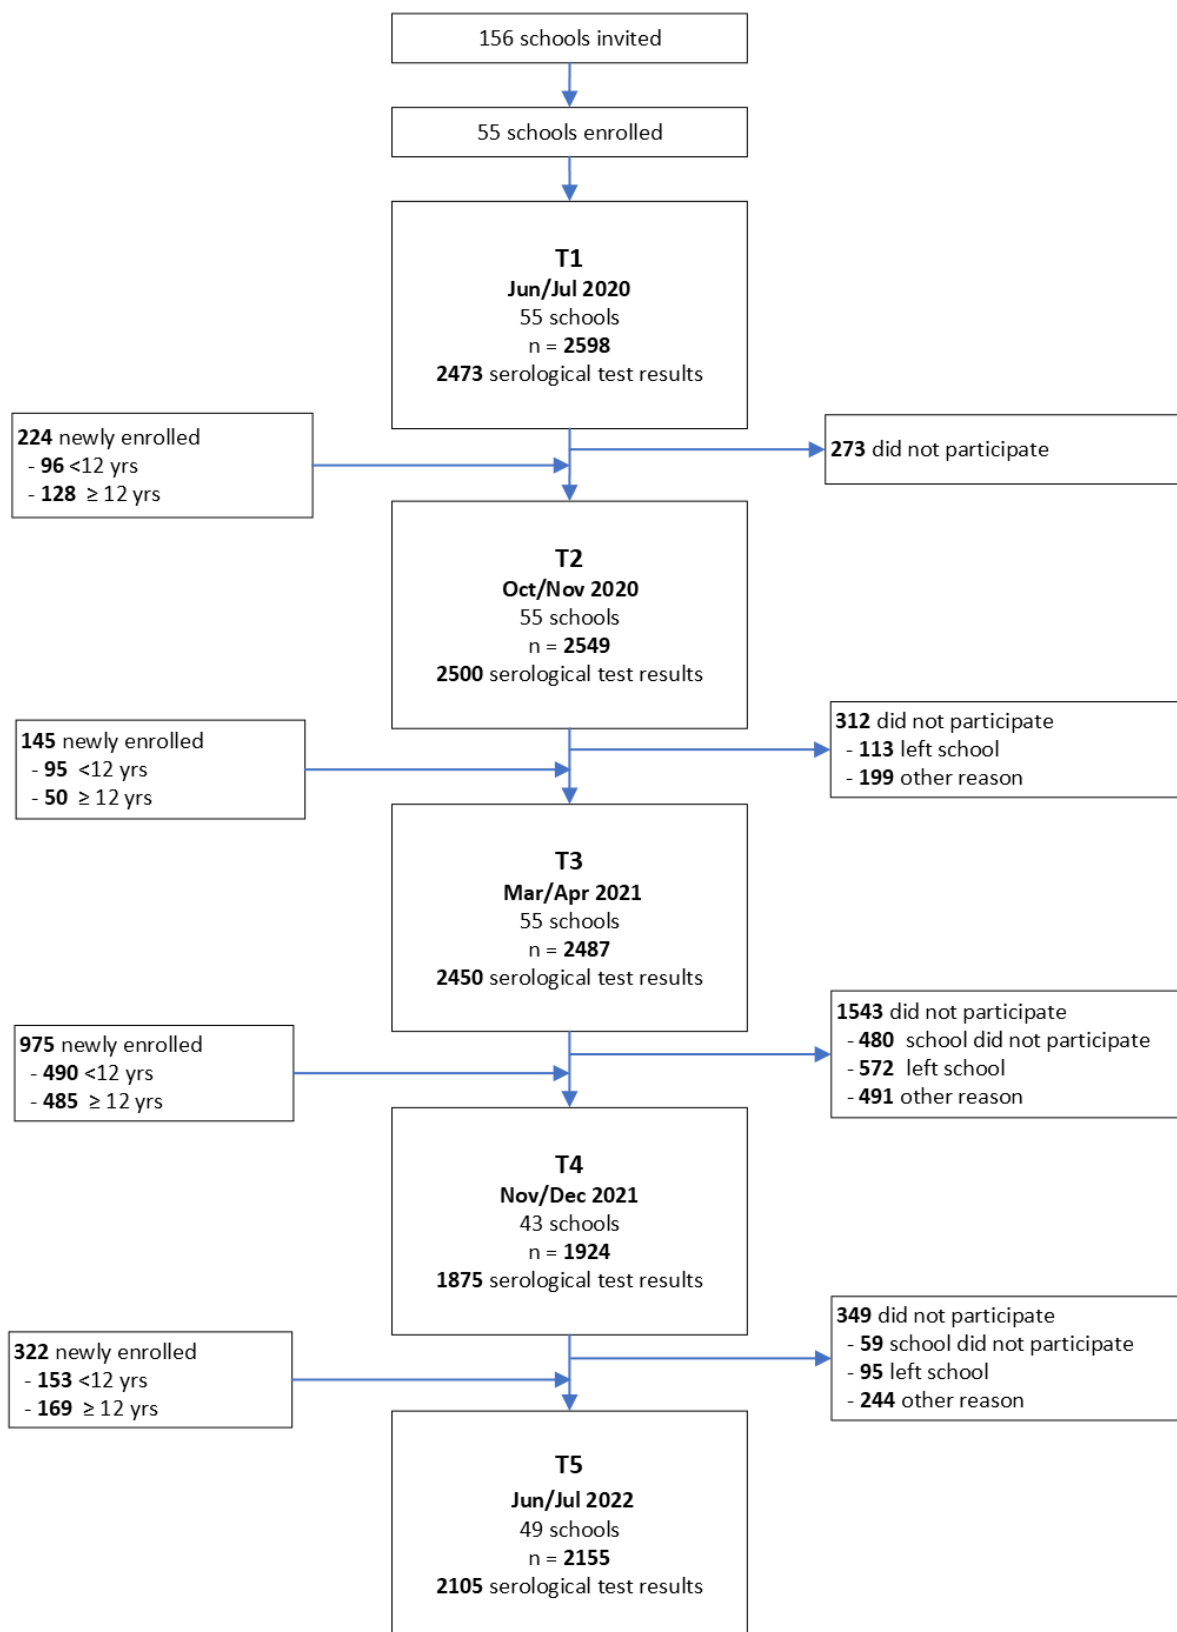 156 schools invited
55 schools enrolled
T1
Jun/Jul 2020
55 schools
n = 2598
2473 serological test results
224 newly enrolled
- 96 <12 yrs
- 128 ≥ 12 yrs
273 did not participate
T2
Oct/Nov 2020
55 schools
n = 2549
2500 serological test results
145 newly enrolled
- 95 <12 yrs
- 50 ≥ 12 yrs
312 did not participate
- 113 left school
- 199 other reason
T3
Mar/Apr 2021
55 schools
n = 2487
2450 serological test results
975 newly enrolled
- 490 <12 yrs
- 485 ≥ 12 yrs
1543 did not participate
- 480 school did not participate
- 572 left school
- 491 other reason
T4
Nov/Dec 2021
43 schools
n = 1924
1875 serological test results
322 newly enrolled
- 153 <12 yrs
- 169 ≥ 12 yrs
349 did not participate
- 59 school did not participate
- 95 left school
- 244 other reason
T5
Jun/Jul 2022
49 schools
n = 2155
2105 serological test results